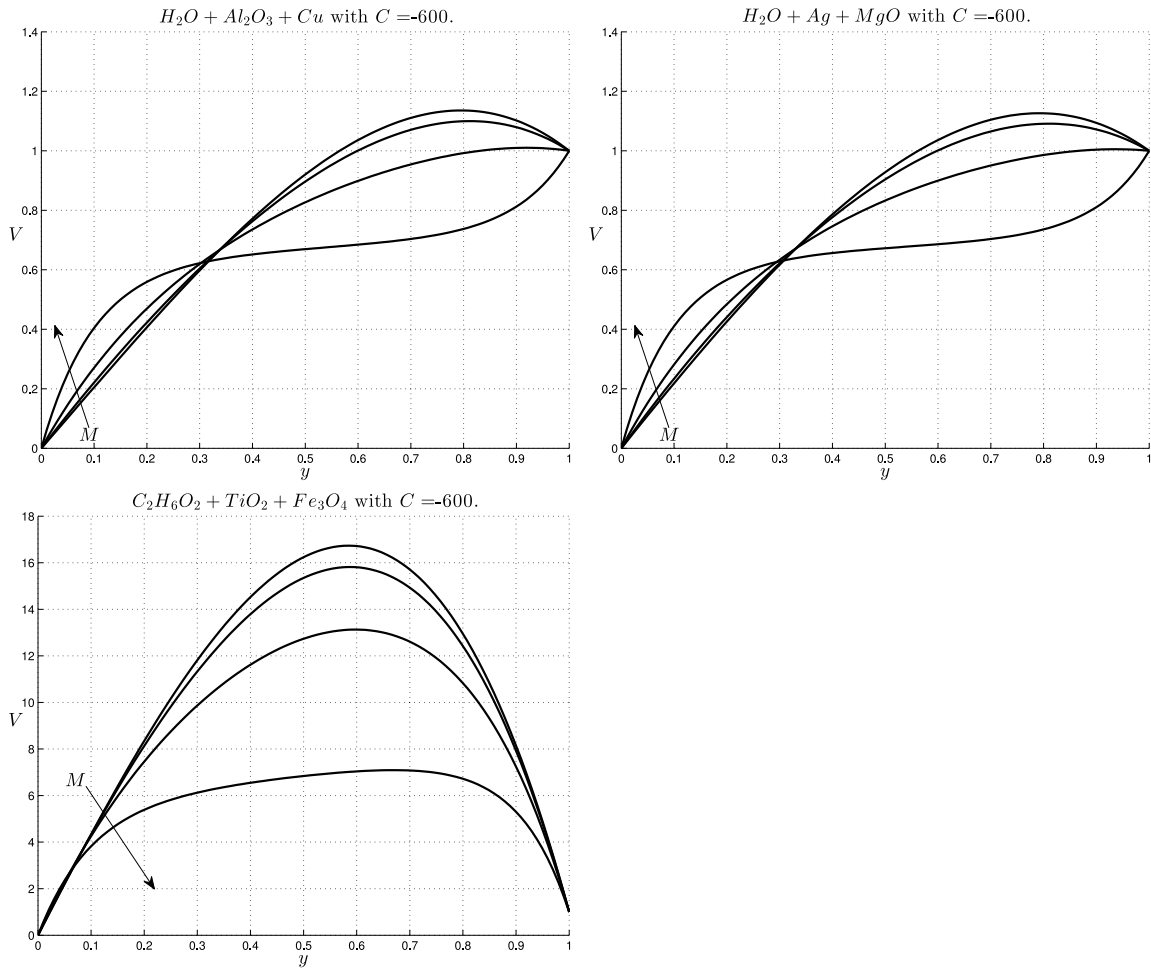 H₂O + Al₂O₃ + Cu with C =-600.
1.4
1.2
1
0.8
V
0.6
0.4
0.2
0
M
0 0.1 0.2 0.3 0.4 0.5 0.6 0.7 0.8 0.9 1
y
H₂O + Ag + MgO with C =-600.
1.4
1.2
1
0.8
V
0.6
0.4
0.2
0
M
0 0.1 0.2 0.3 0.4 0.5 0.6 0.7 0.8 0.9 1
y
C₂H₆O₂ + TiO₂ + Fe₃O₄ with C =-600.
18
16
14
12
10
V
8
M
6
4
2
0
0 0.1 0.2 0.3 0.4 0.5 0.6 0.7 0.8 0.9 1
y